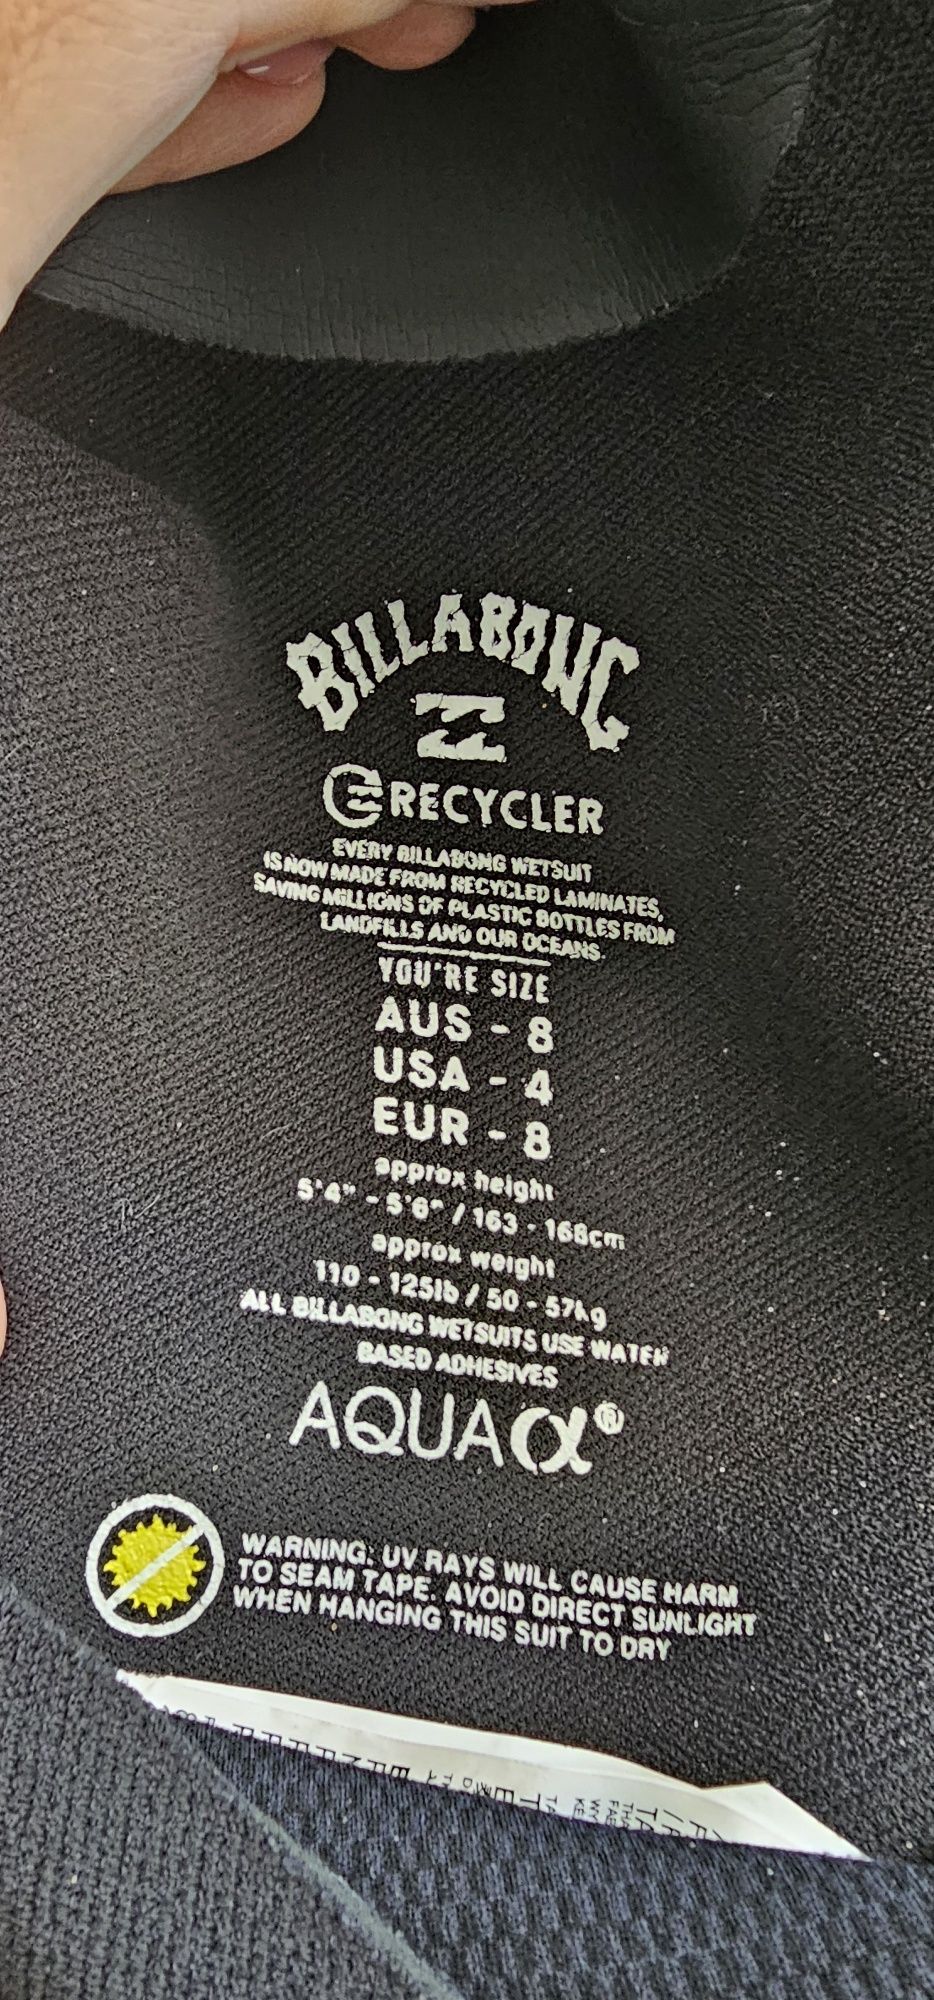 BILLABONG
RECYCLER
EVERY BILLABONG WETSUIT
IS NOW MADE FROM RECYCLED LAMINATES,
SAVING MILLIONS OF PLASTIC BOTTLES FROM
LANDFILLS AND OUR OCEANS.
YOU'RE SIZE
AUS - 8
USA - 4
EUR - 8
approx height
5'4" - 5'6" / 163 - 168cm
approx weight
110 - 125lb / 50 - 57kg
ALL BILLABONG WETSUITS USE WATER
BASED ADHESIVES
AQUA α®
WARNING: UV RAYS WILL CAUSE HARM
TO SEAM TAPE. AVOID DIRECT SUNLIGHT
WHEN HANGING THIS SUIT TO DRY